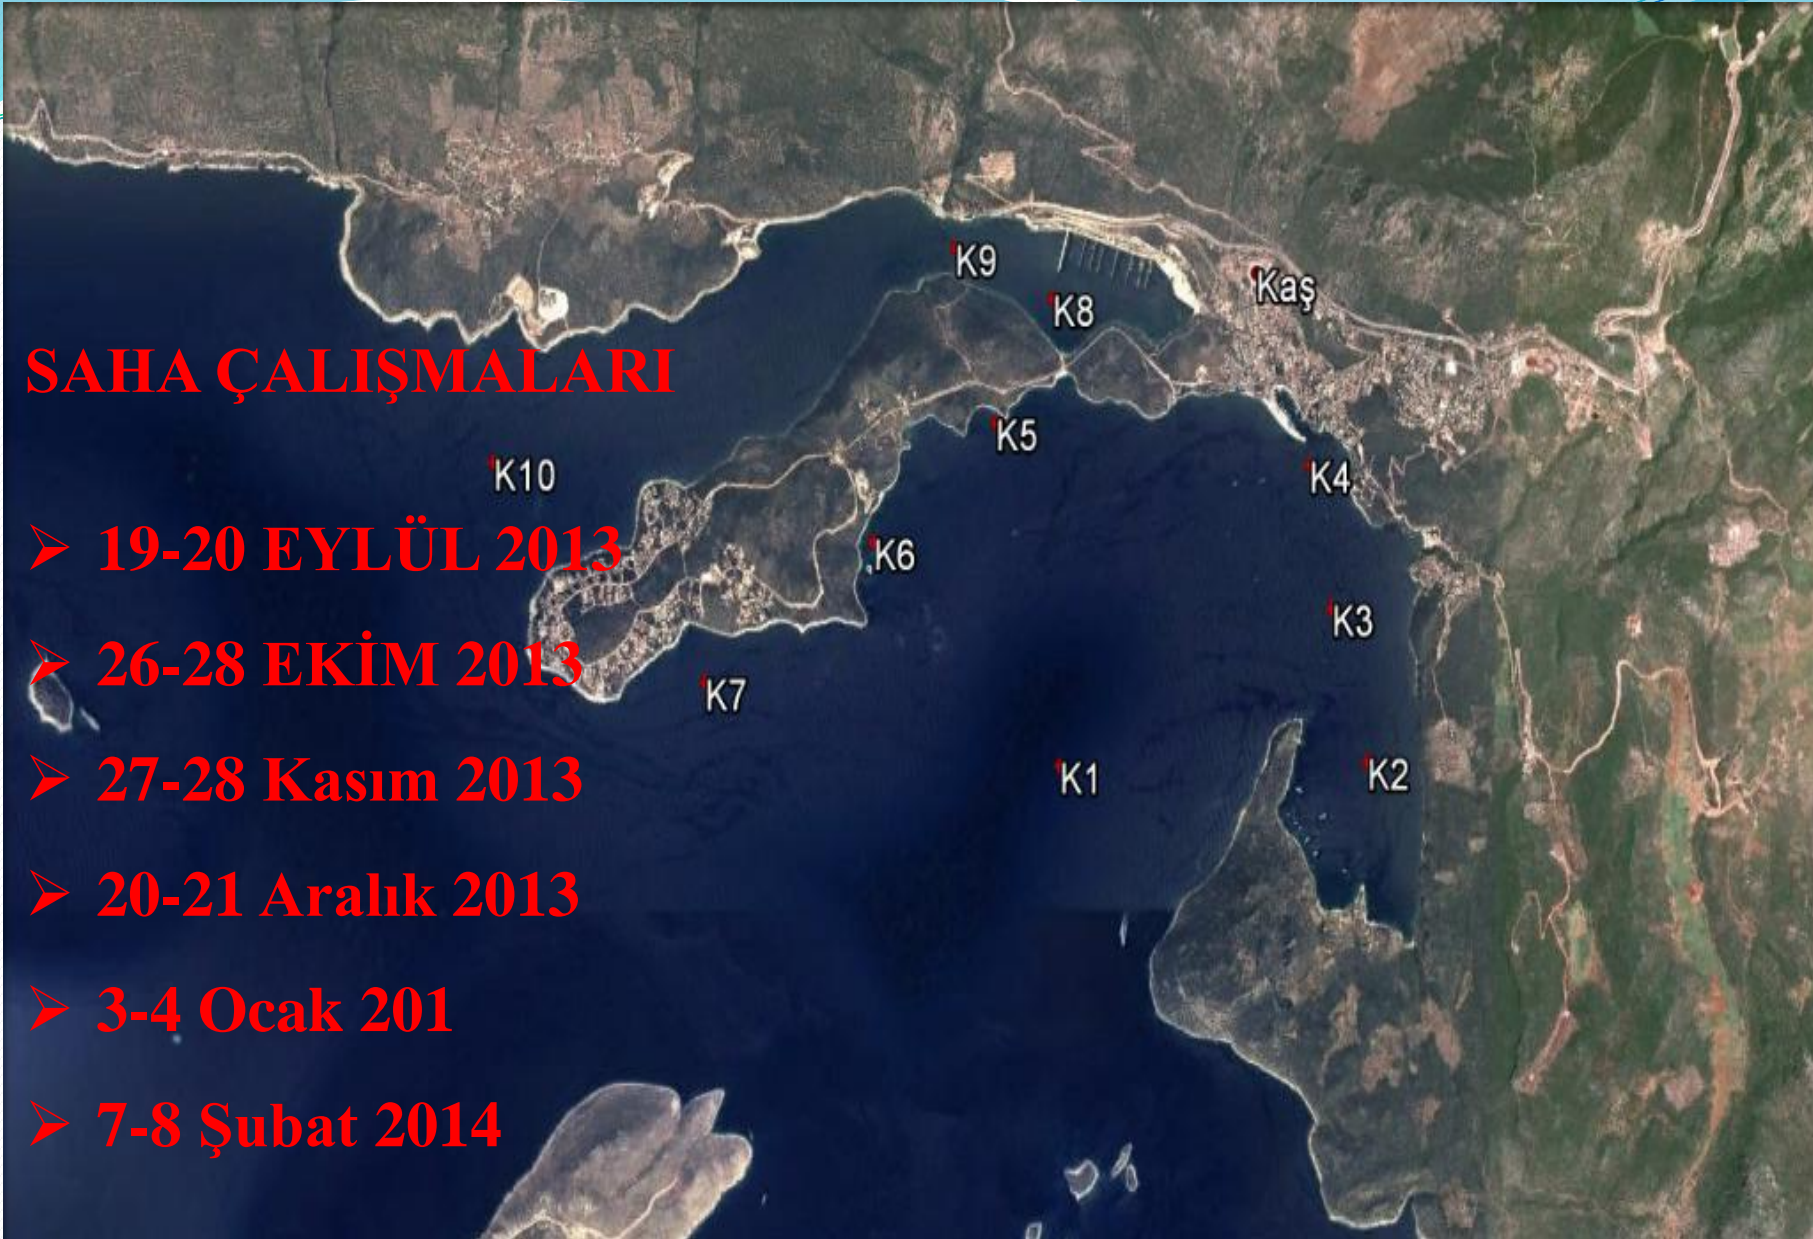 K9
Kaş
K8
SAHA ÇALIŞMALARI
K5
K10
K4
➢ 19-20 EYLÜL 2013
K6
K3
➢ 26-28 EKİM 2013
K7
➢ 27-28 Kasım 2013
K1
K2
➢ 20-21 Aralık 2013
➢ 3-4 Ocak 201
➢ 7-8 Şubat 2014